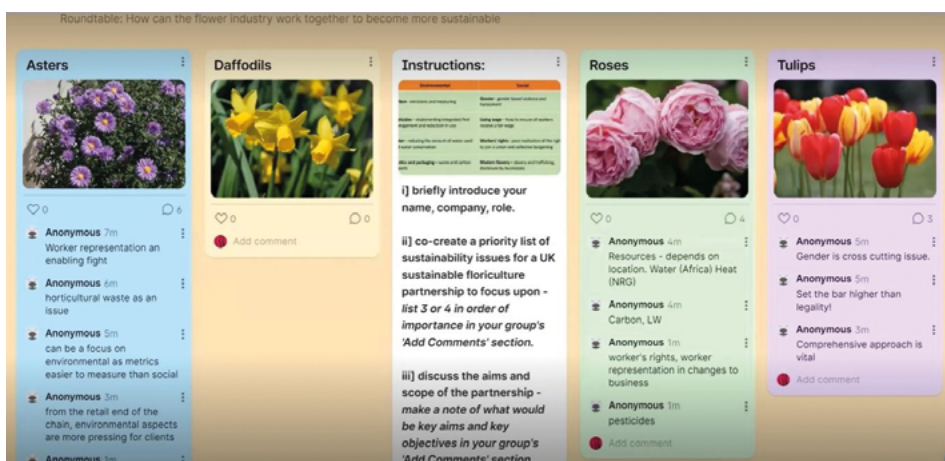 Roundtable: How can the flower industry work together to become more sustainable
Asters
0
6
Anonymous 7m
Worker representation an
enabling fight
Anonymous 6m
horticultural waste as an
issue
Anonymous 5m
can be a focus on
environmental as metrics
easier to measure than social
Anonymous 3m
from the retail end of the
chain, environmental aspects
are more pressing for clients
Anonymous 1m
Daffodils
0
0
Add comment
Instructions:
Environmental
Social
i] briefly introduce your
name, company, role.
ii] co-create a priority list of
sustainability issues for a UK
sustainable floriculture
partnership to focus upon -
list 3 or 4 in order of
importance in your group's
'Add Comments' section.
iii] discuss the aims and
scope of the partnership -
make a note of what would
be key aims and key
objectives in your group's
'Add Comments' section
Roses
0
4
Anonymous 4m
Resources - depends on
location. Water (Africa) Heat
(NRG)
Anonymous 4m
Carbon, LW
Anonymous 1m
worker's rights, worker
representation in changes to
business
Anonymous 1m
pesticides
Add comment
Tulips
0
3
Anonymous 5m
Gender is cross cutting issue.
Anonymous 5m
Set the bar higher than
legality!
Anonymous 3m
Comprehensive approach is
vital
Add comment